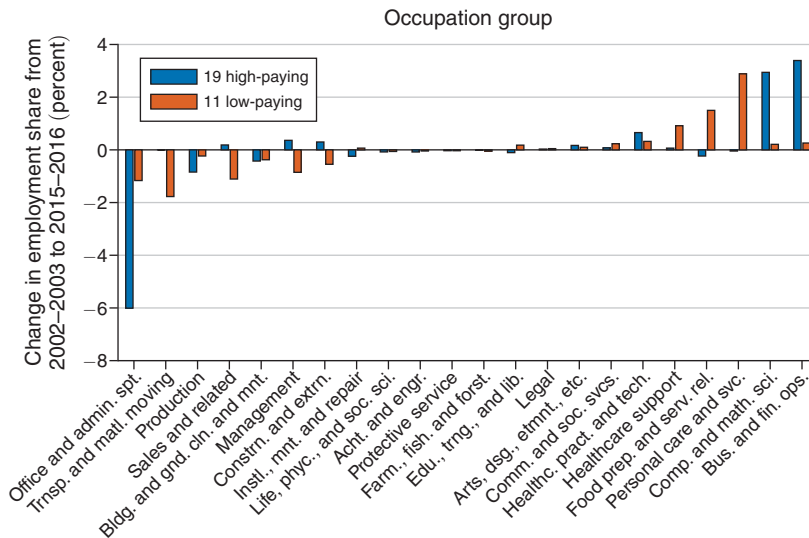 Occupation group
Change in employment share from
2002–2003 to 2015–2016 (percent)
4
2
0
−2
−4
−6
−8
19 high-paying
11 low-paying
Office and admin. spt.
Trnsp. and matl. moving
Production
Sales and related
Bldg. and gnd. cln. and mnt.
Management
Constrn. and extrn.
Instl., mnt. and repair
Life, phyc., and soc. sci.
Acht. and engr.
Protective service
Farm., fish. and forst.
Edu., trng., and lib.
Legal
Arts, dsg., etmnt., etc.
Comm. and soc. svcs.
Healthc. pract. and tech.
Healthcare support
Food prep. and serv. rel.
Personal care and svc.
Comp. and math. sci.
Bus. and fin. ops.